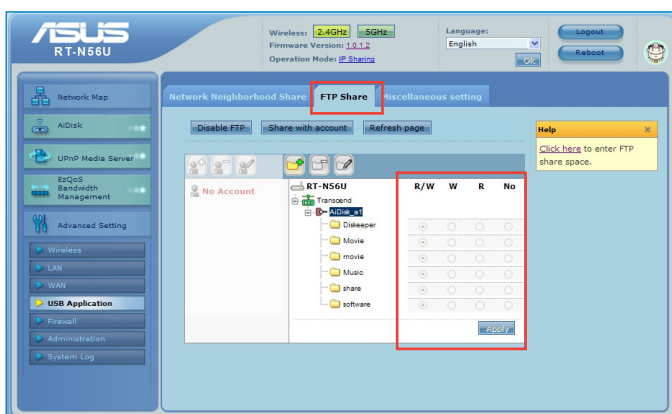 ASUS
RT-N56U
Wireless: 2.4GHz 5GHz
Firmware Version: 1.0.1.2
Operation Mode: IP Sharing
Language:
English
OK
Logout
Reboot
Network Map
AiDisk
UPnP Media Server
EzQoS
Bandwidth
Management
Advanced Setting
Wireless
LAN
WAN
USB Application
Firewall
Administration
System Log
Network Neighborhood Share FTP Share Miscellaneous setting
Disable FTP Share with account Refresh page
No Account
RT-N56U R/W W R No
Transcend
AiDisk_a1
Diskeeper
Movie
movie
Music
share
software
Apply
Help x
Click here to enter FTP
share space.